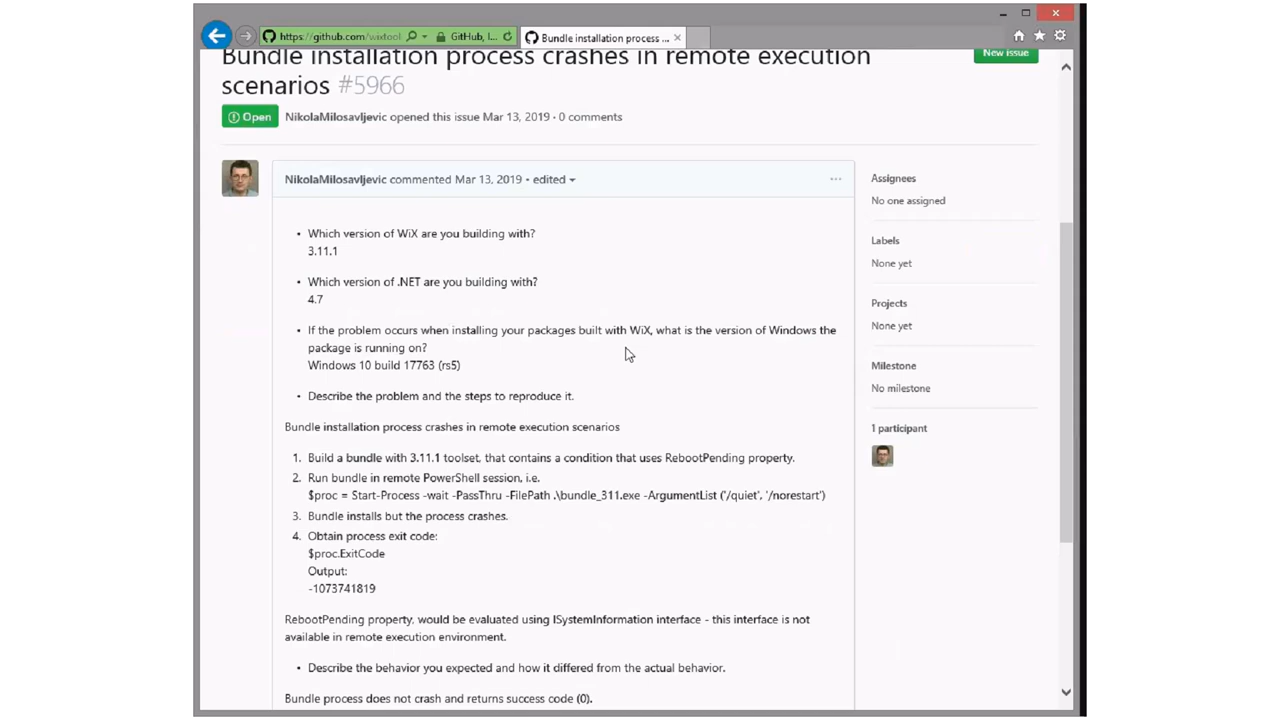 https://github.com/wixtool
GitHub, I...
Bundle installation process ...
Bundle installation process crashes in remote execution
scenarios #5966
New issue
Open
NikolaMilosavljevic opened this issue Mar 13, 2019 · 0 comments
NikolaMilosavljevic commented Mar 13, 2019 • edited
...
• Which version of WiX are you building with?
3.11.1
• Which version of .NET are you building with?
4.7
• If the problem occurs when installing your packages built with WiX, what is the version of Windows the
package is running on?
Windows 10 build 17763 (rs5)
• Describe the problem and the steps to reproduce it.
Bundle installation process crashes in remote execution scenarios
1. Build a bundle with 3.11.1 toolset, that contains a condition that uses RebootPending property.
2. Run bundle in remote PowerShell session, i.e.
$proc = Start-Process -wait -PassThru -FilePath .\bundle_311.exe -ArgumentList ('/quiet', '/norestart')
3. Bundle installs but the process crashes.
4. Obtain process exit code:
$proc.ExitCode
Output:
-1073741819
RebootPending property, would be evaluated using ISystemInformation interface - this interface is not
available in remote execution environment.
• Describe the behavior you expected and how it differed from the actual behavior.
Bundle process does not crash and returns success code (0).
Assignees
No one assigned
Labels
None yet
Projects
None yet
Milestone
No milestone
1 participant